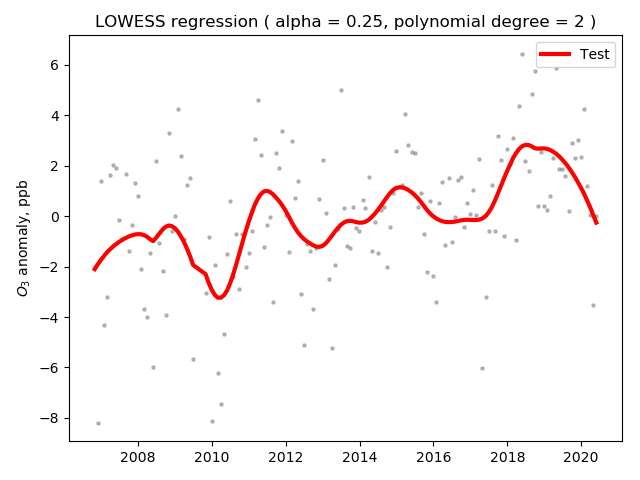 LOWESS regression ( alpha = 0.25, polynomial degree = 2 )
Test
O₃ anomaly, ppb
6
4
2
0
−2
−4
−6
−8
2008 2010 2012 2014 2016 2018 2020